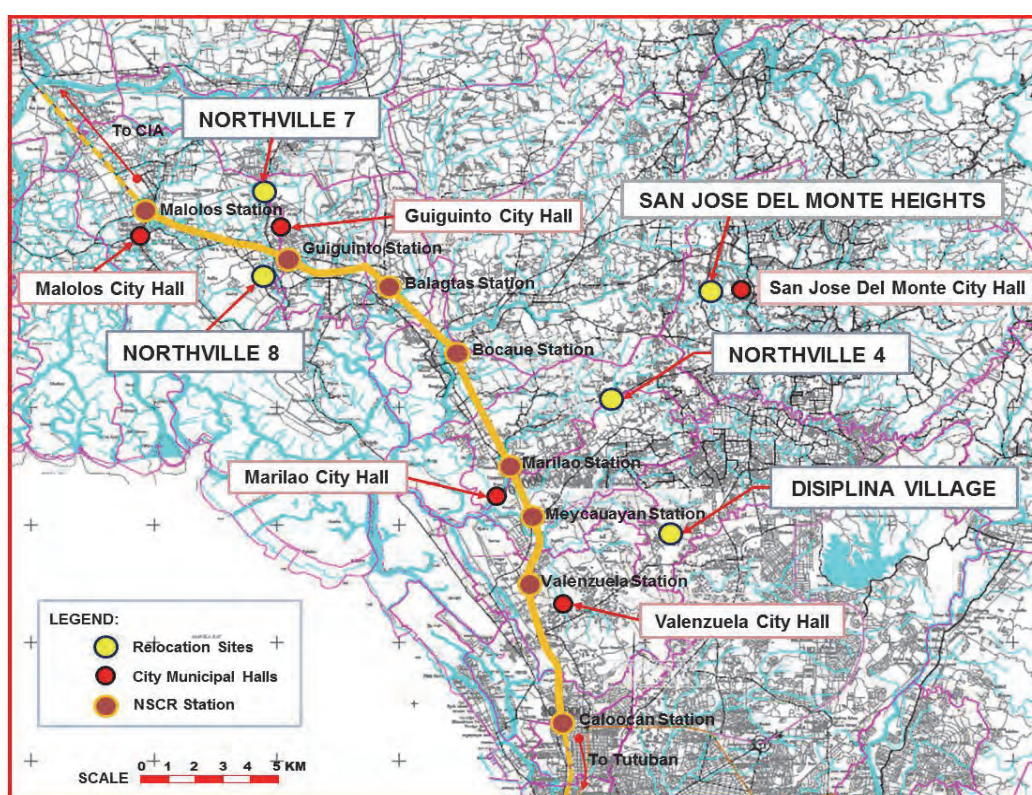 NORTHVILLE 7
To CIA
Malolos Station
Guiguinto City Hall
SAN JOSE DEL MONTE HEIGHTS
Guiguinto Station
Malolos City Hall
Balagtas Station
San Jose Del Monte City Hall
NORTHVILLE 8
Bocaue Station
NORTHVILLE 4
Marilao Station
Marilao City Hall
DISIPLINA VILLAGE
Meycauayan Station
Valenzuela Station
Valenzuela City Hall
LEGEND:
Relocation Sites
City Municipal Halls
NSCR Station
Caloocan Station
To Tutuban
SCALE 0 1 2 3 4 5 KM